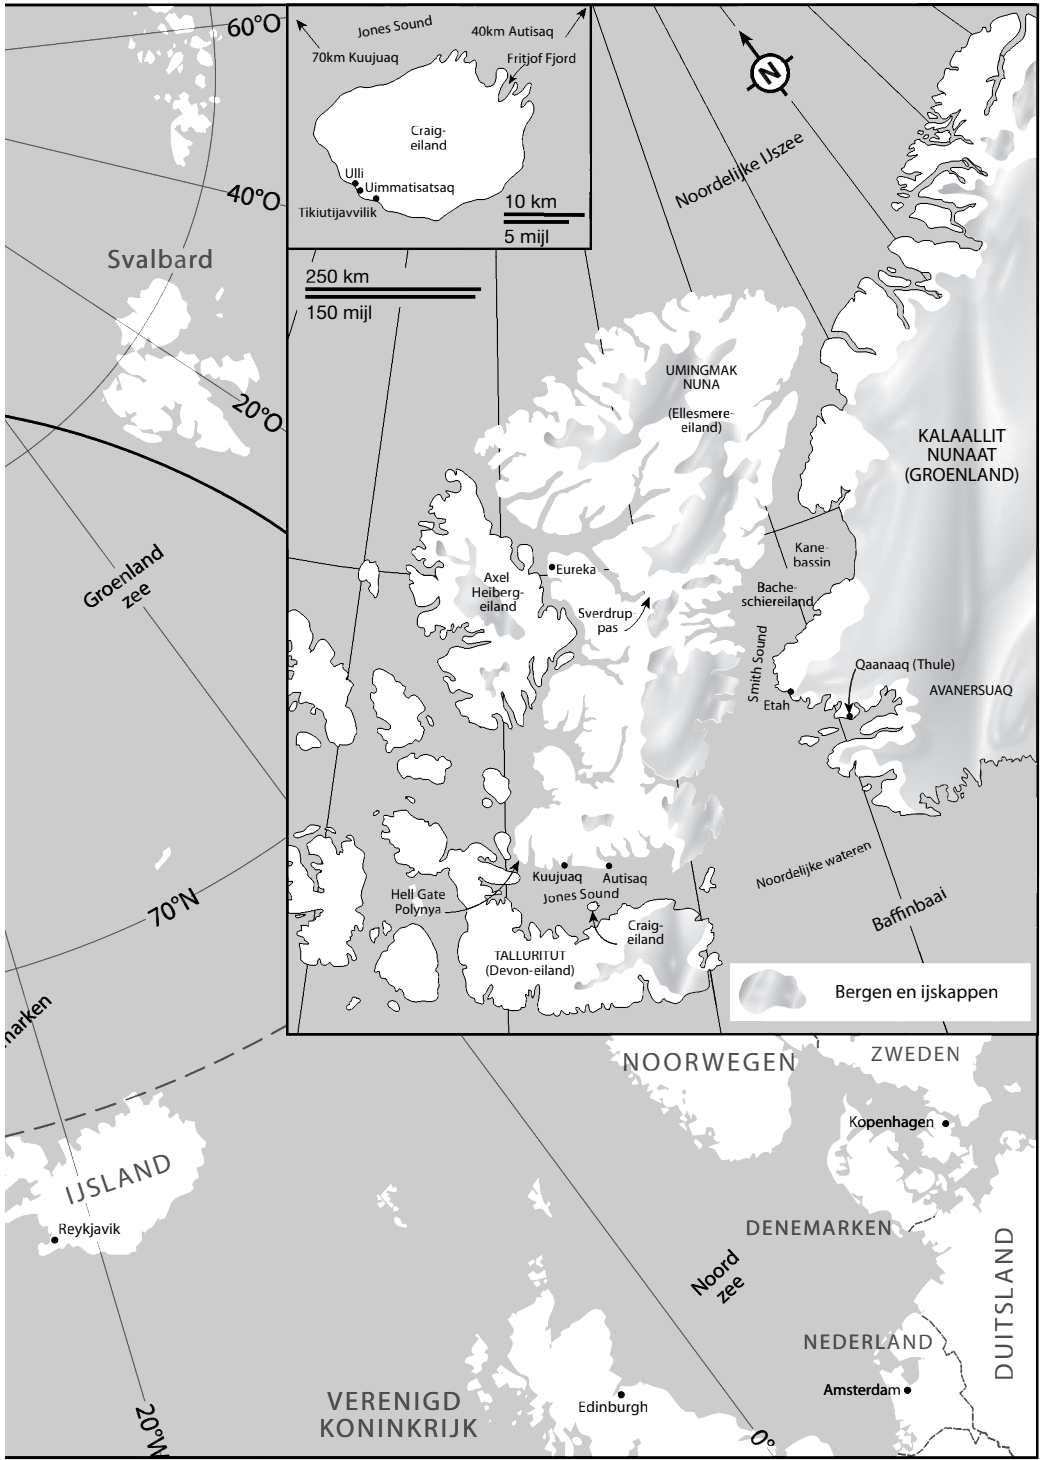 60°O
Jones Sound
40km Autisaq
70km Kuujuaq
Fritjof Fjord
Craig-
eiland
Ulli
Uimmatisatsaq
Tikiutijavvilik
10 km
5 mijl
N
Noordelijke IJszee
40°O
Svalbard
250 km
150 mijl
20°O
UMINGMAK
NUNA
(Ellesmere-
eiland)
KALAALLIT
NUNAAT
(GROENLAND)
Groenland
zee
Axel
Heiberg-
eiland
Eureka
Sverdrup-
pas
Kane-
bassin
Bache-
schiereiland
Smith Sound
Etah
Qaanaaq (Thule)
AVANERSUAQ
70°N
Hell Gate
Polynya
Kuujuaq
Autisaq
Jones Sound
Craig-
eiland
TALLURITUT
(Devon-eiland)
Noordelijke wateren
Baffinbaai
Bergen en ijskappen
marken
NOORWEGEN
ZWEDEN
Kopenhagen
IJSLAND
Reykjavik
DENEMARKEN
Noord
zee
DUITSLAND
NEDERLAND
Amsterdam
VERENIGD
KONINKRIJK
Edinburgh
20°W
0°